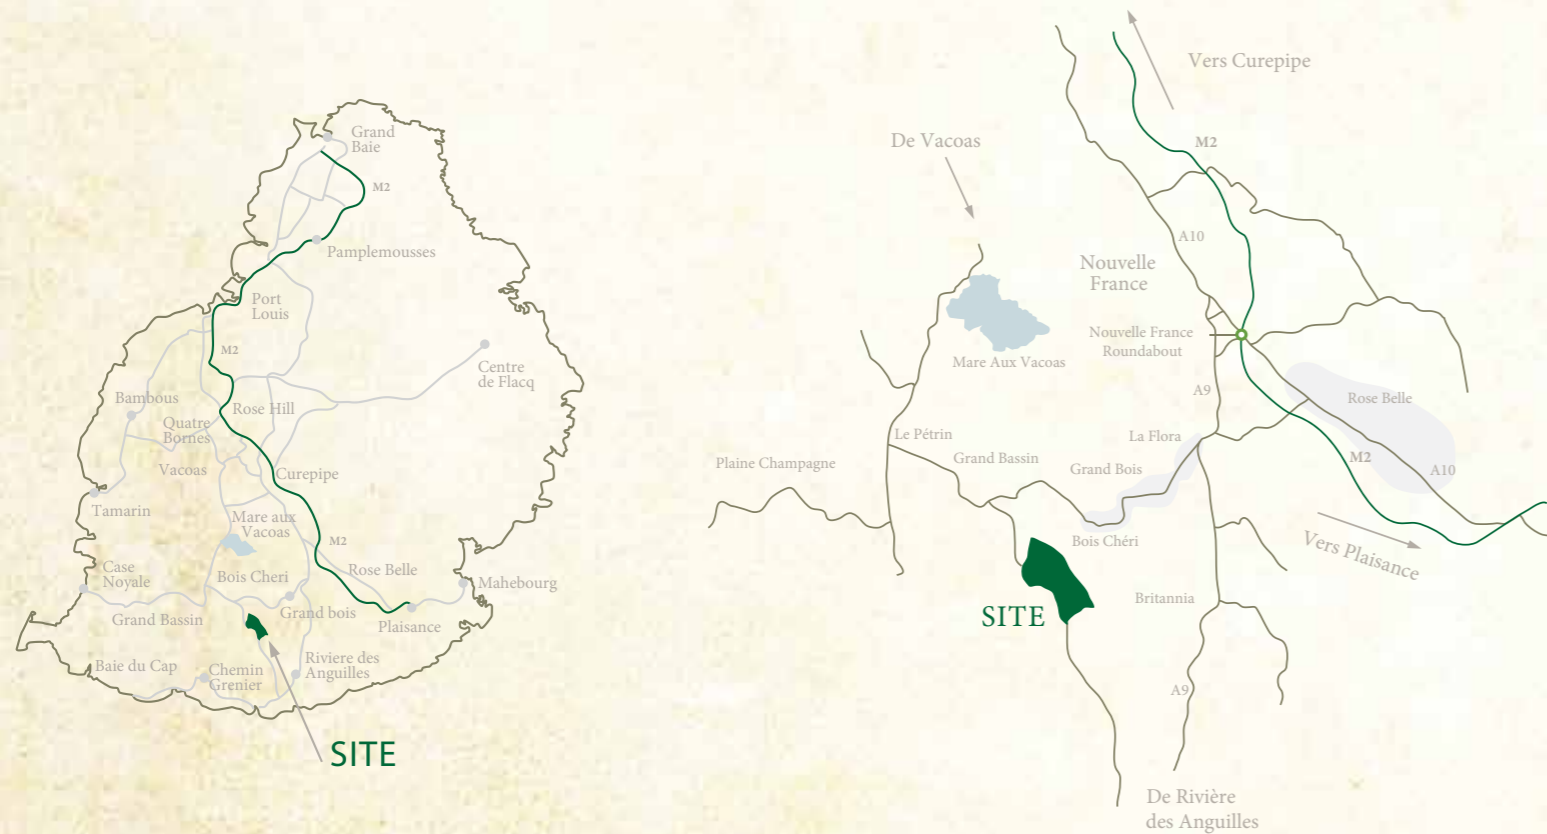 Grand
Baie
M2
Pamplemousses
Port
Louis
M2
Centre
de Flacq
Bambous
Rose Hill
Quatre
Bornes
Vacoas
Curepipe
Tamarin
Mare aux
Vacoas
M2
Case
Noyale
Bois Cheri
Rose Belle
Mahebourg
Grand Bassin
Grand bois
Plaisance
Baie du Cap
Chemin
Grenier
Riviere des
Anguilles
SITE
Vers Curepipe
De Vacoas
M2
A10
Nouvelle
France
Nouvelle France
Roundabout
Mare Aux Vacoas
A9
Rose Belle
Le Pétrin
La Flora
Plaine Champagne
Grand Bassin
Grand Bois
M2
A10
Bois Chéri
Vers Plaisance
SITE
Britannia
A9
De Rivière
des Anguilles